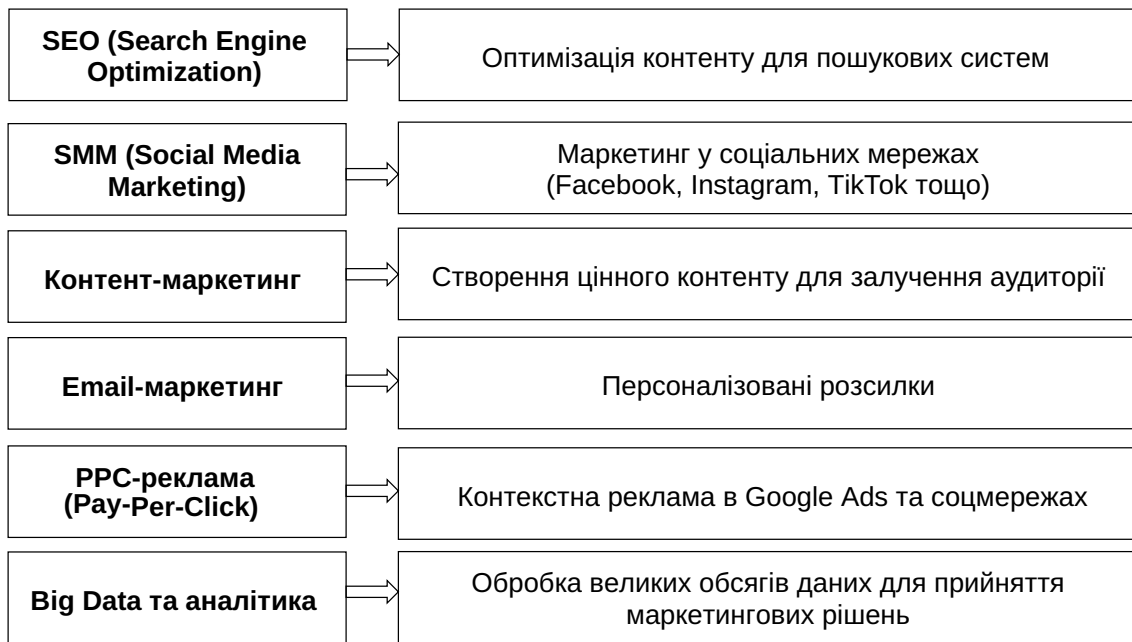 SEO (Search Engine
Optimization)
Оптимізація контенту для пошукових систем
SMM (Social Media
Marketing)
Маркетинг у соціальних мережах
(Facebook, Instagram, TikTok тощо)
Контент-маркетинг
Створення цінного контенту для залучення аудиторії
Email-маркетинг
Персоналізовані розсилки
PPC-реклама
(Pay-Per-Click)
Контекстна реклама в Google Ads та соцмережах
Big Data та аналітика
Обробка великих обсягів даних для прийняття
маркетингових рішень